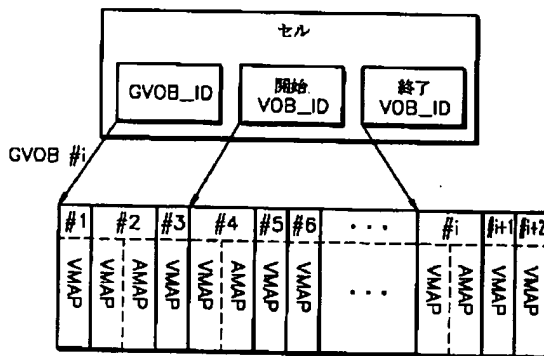 セル
GVOB_ID
開始
VOB_ID
終了
VOB_ID
GVOB #i
#1 #2 #3 #4 #5 #6 ・・・ #i #i+1 #i+2
VMAP VMAP AMAP VMAP VMAP AMAP VMAP VMAP ・・・ VMAP AMAP VMAP VMAP